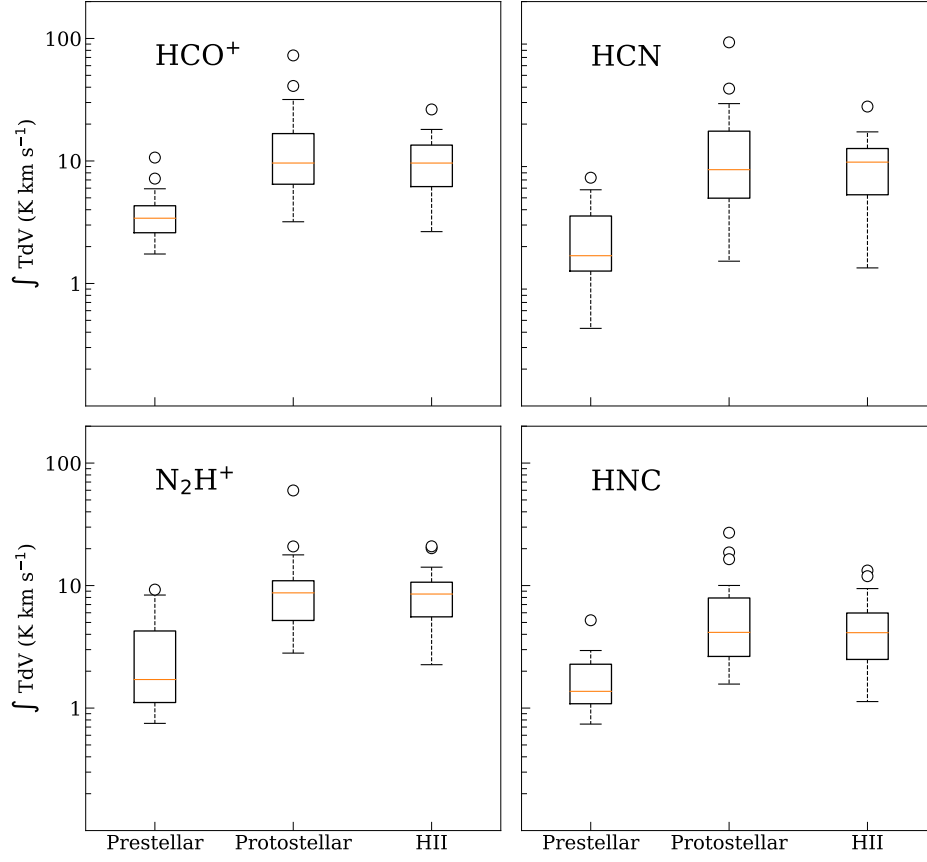 HCO⁺
HCN
100
10
1
∫ TdV (K km s⁻¹)
N₂H⁺
HNC
100
10
1
∫ TdV (K km s⁻¹)
Prestellar Protostellar HII Prestellar Protostellar HII